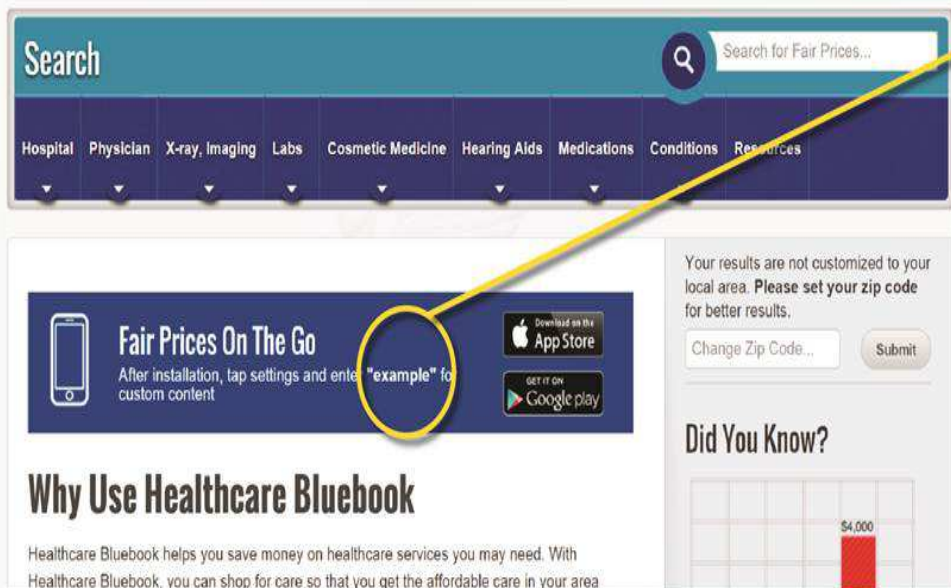 Search
Search for Fair Prices...
Hospital Physician X-ray, Imaging Labs Cosmetic Medicine Hearing Aids Medications Conditions Resources
Fair Prices On The Go
After installation, tap settings and enter "example" for
custom content
Download on the
App Store
GET IT ON
Google play
Why Use Healthcare Bluebook
Healthcare Bluebook helps you save money on healthcare services you may need. With
Healthcare Bluebook, you can shop for care so that you get the affordable care in your area
Your results are not customized to your
local area. Please set your zip code
for better results.
Change Zip Code...
Submit
Did You Know?
$4,000